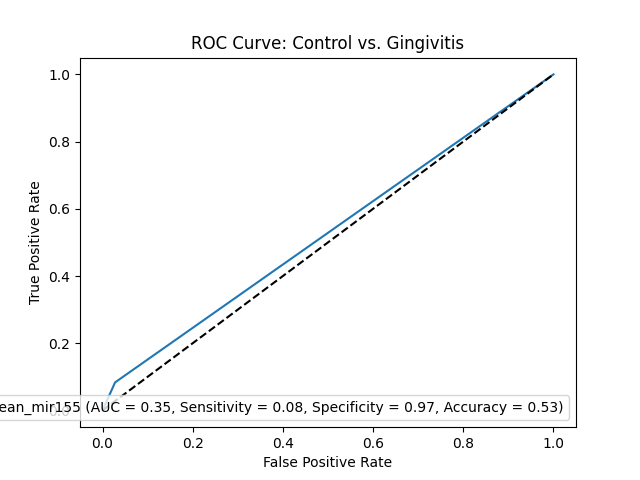 ROC Curve: Control vs. Gingivitis
True Positive Rate
1.0
0.8
0.6
0.4
0.2
0.0
ean_mir155 (AUC = 0.35, Sensitivity = 0.08, Specificity = 0.97, Accuracy = 0.53)
0.0 0.2 0.4 0.6 0.8 1.0
False Positive Rate